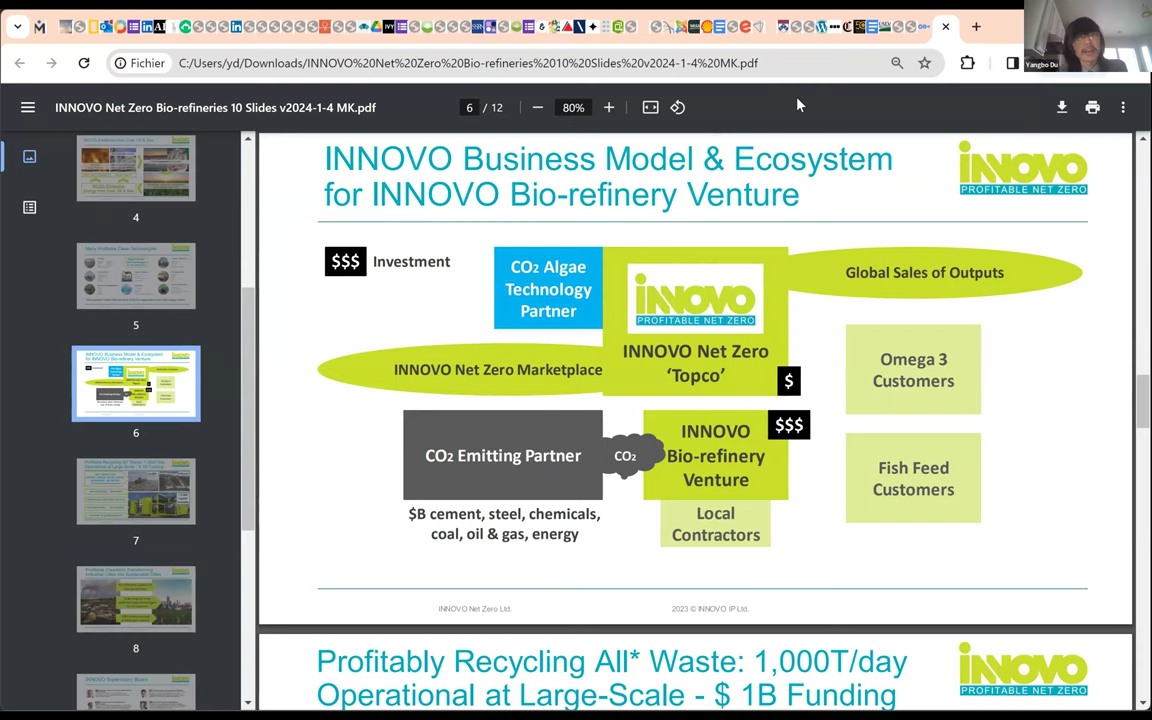 Fichier
C:/Users/yd/Downloads/INNOVO%20Net%20Zero%20Bio-refineries%2010%20Slides%20v2024-1-4%20MK.pdf
Yangbo Du
INNOVO Net Zero Bio-refineries 10 Slides v2024-1-4 MK.pdf
6 / 12
80%
4
5
6
7
8
INNOVO Business Model & Ecosystem
for INNOVO Bio-refinery Venture
innovo
PROFITABLE NET ZERO
$$$ Investment
CO2 Algae
Technology
Partner
innovo
PROFITABLE NET ZERO
INNOVO Net Zero
‘Topco’
$
Global Sales of Outputs
INNOVO Net Zero Marketplace
Omega 3
Customers
CO2 Emitting Partner
CO2
INNOVO
Bio-refinery
Venture
$$$
Fish Feed
Customers
$B cement, steel, chemicals,
coal, oil & gas, energy
Local
Contractors
INNOVO Net Zero Ltd.
2023 © INNOVO IP Ltd.
Profitably Recycling All* Waste: 1,000T/day
Operational at Large-Scale - $ 1B Funding
innovo
PROFITABLE NET ZERO